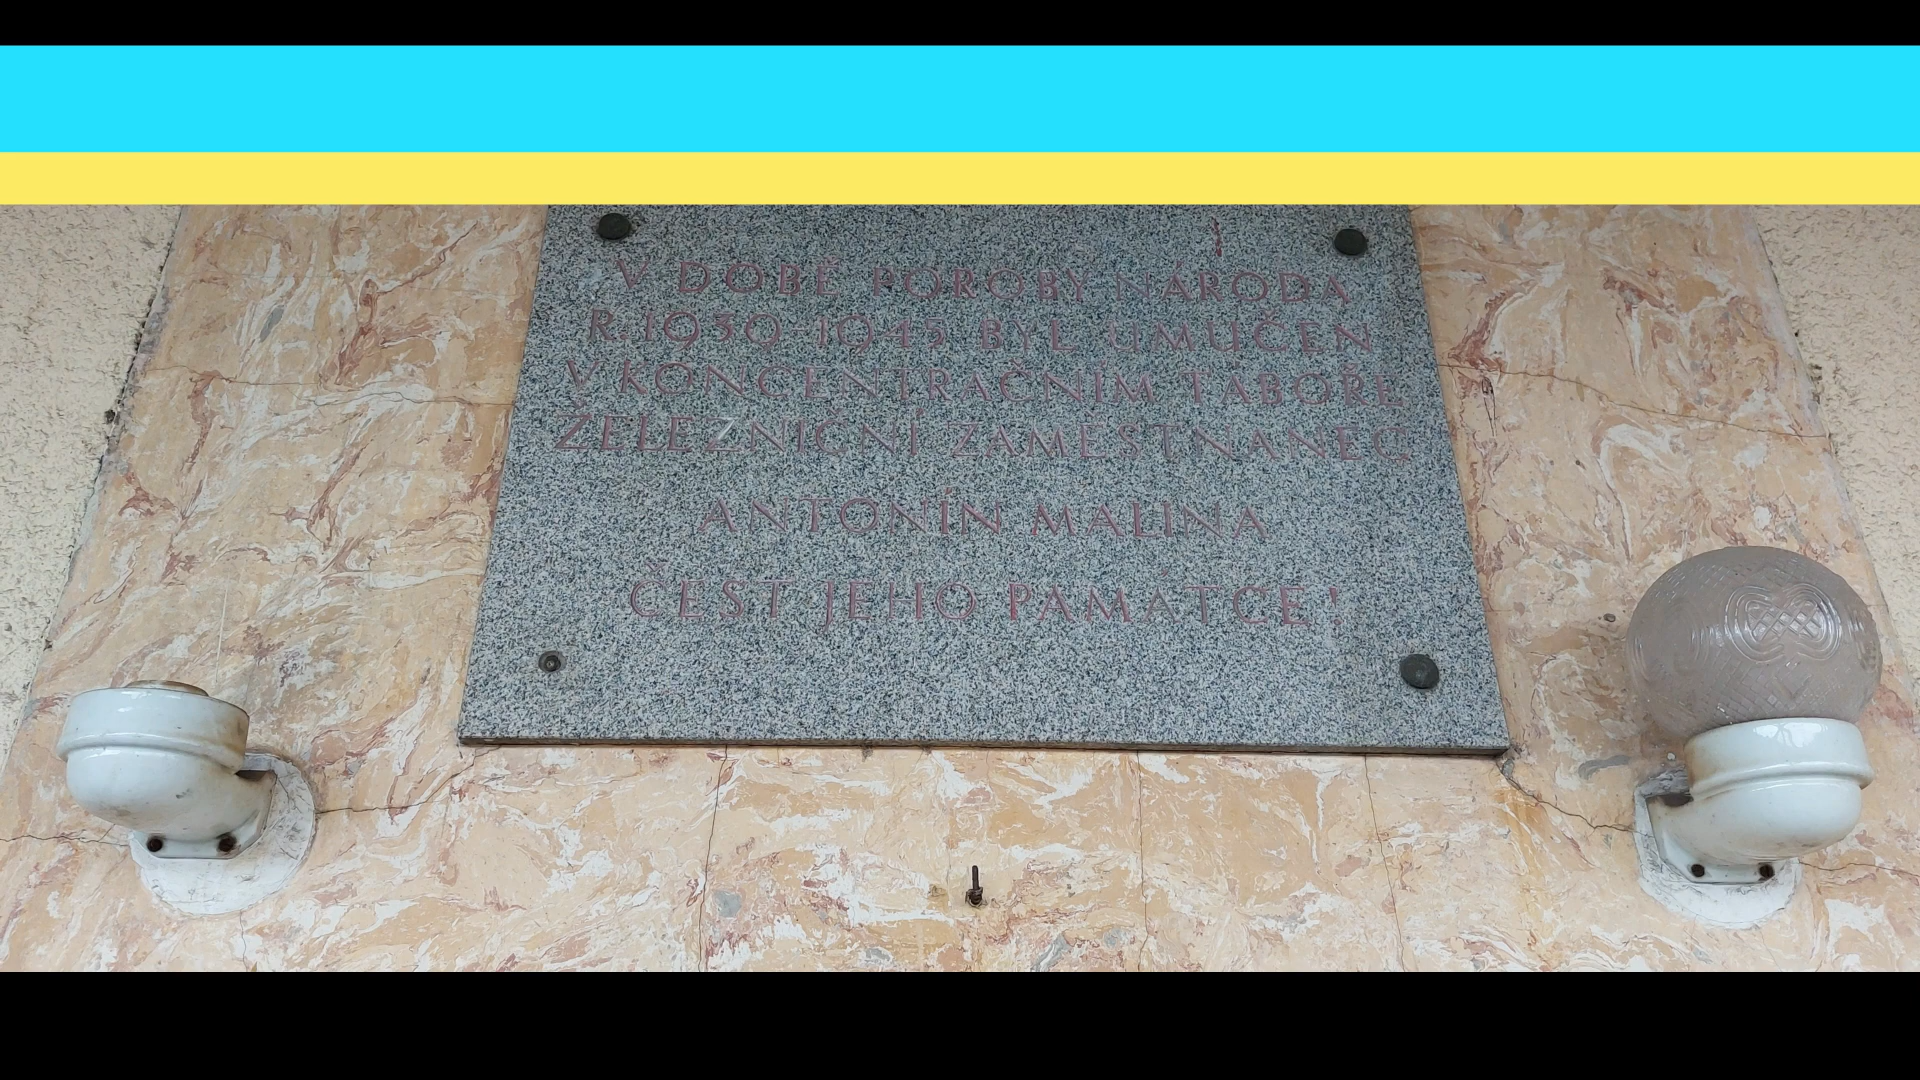 V DOBĚ POROBY NÁRODA
R. 1939-1945 BYL UMUČEN
V KONCENTRAČNÍM TÁBOŘE
ŽELEZNIČNÍ ZAMĚSTNANEC
ANTONÍN MALINA
ČEST JEHO PAMÁTCE!